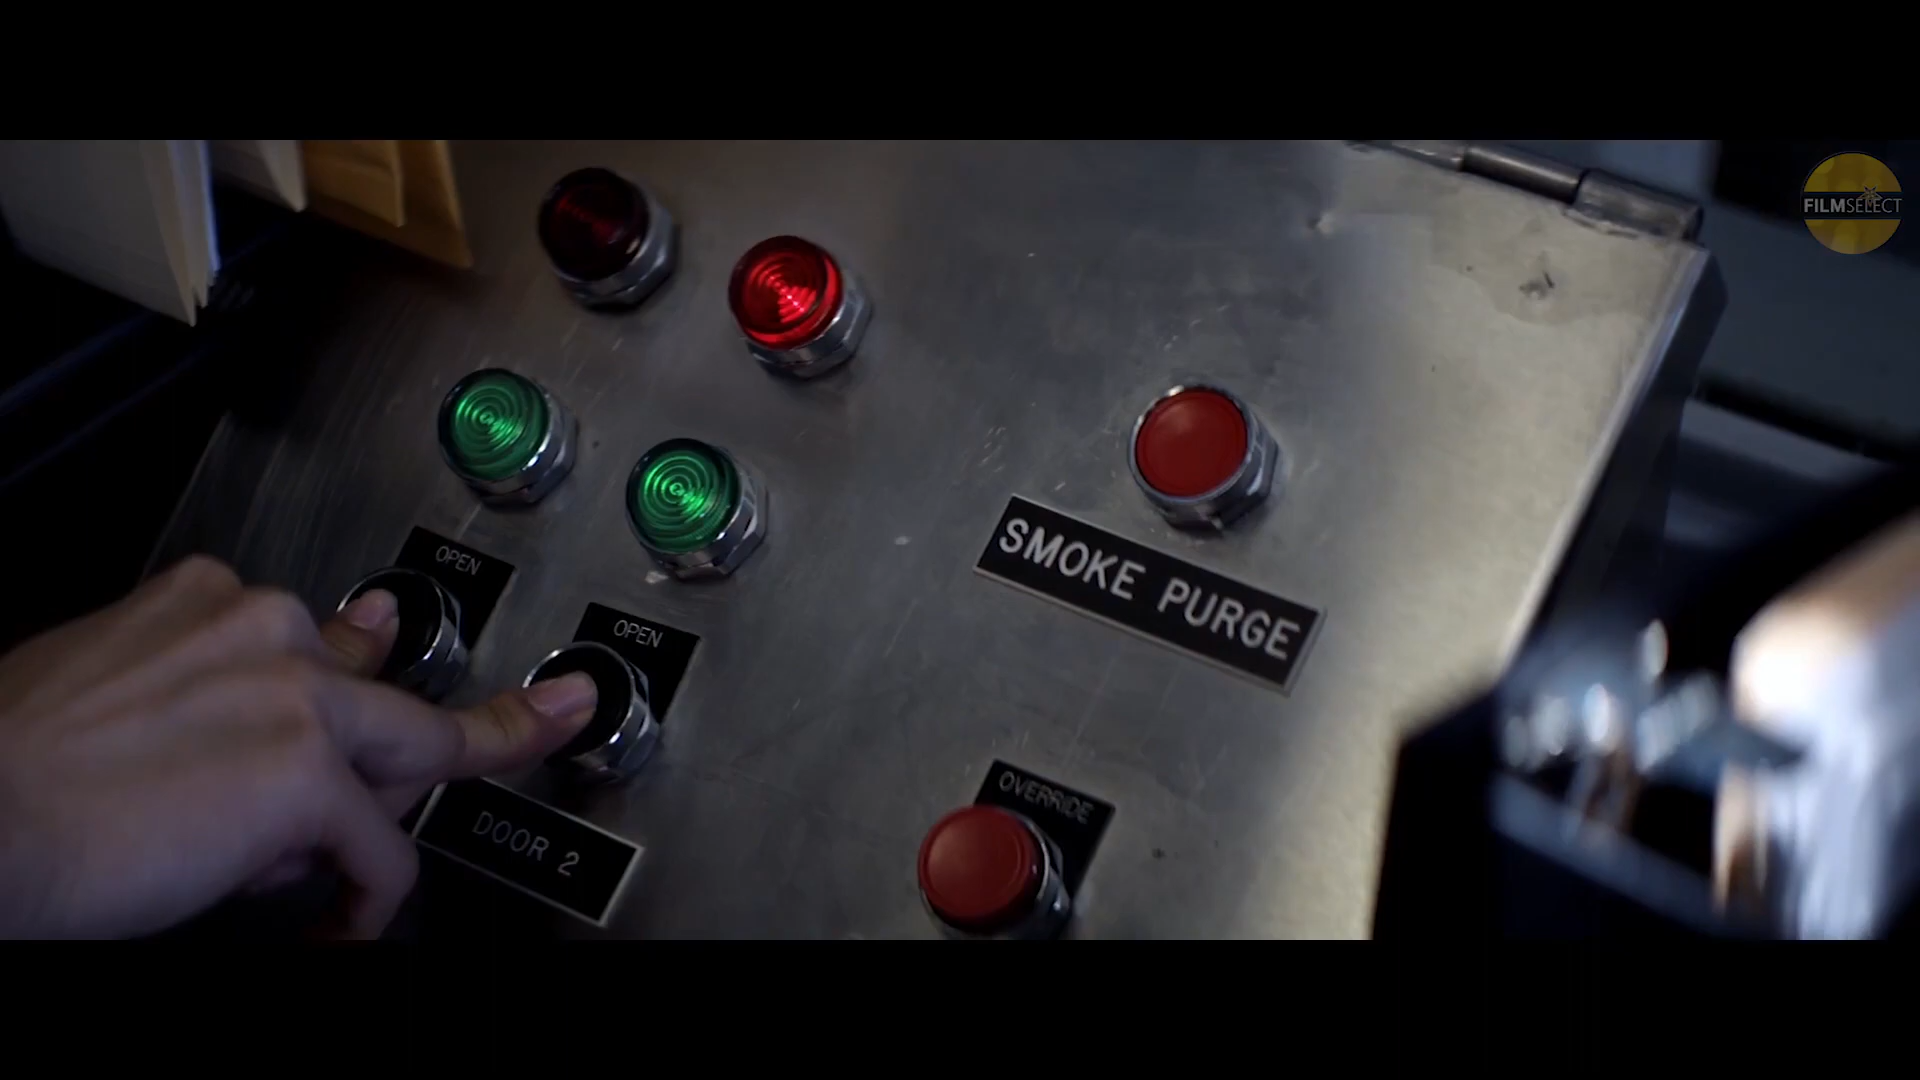 FILMSELECT
OPEN
OPEN
SMOKE PURGE
OVERRIDE
DOOR 2